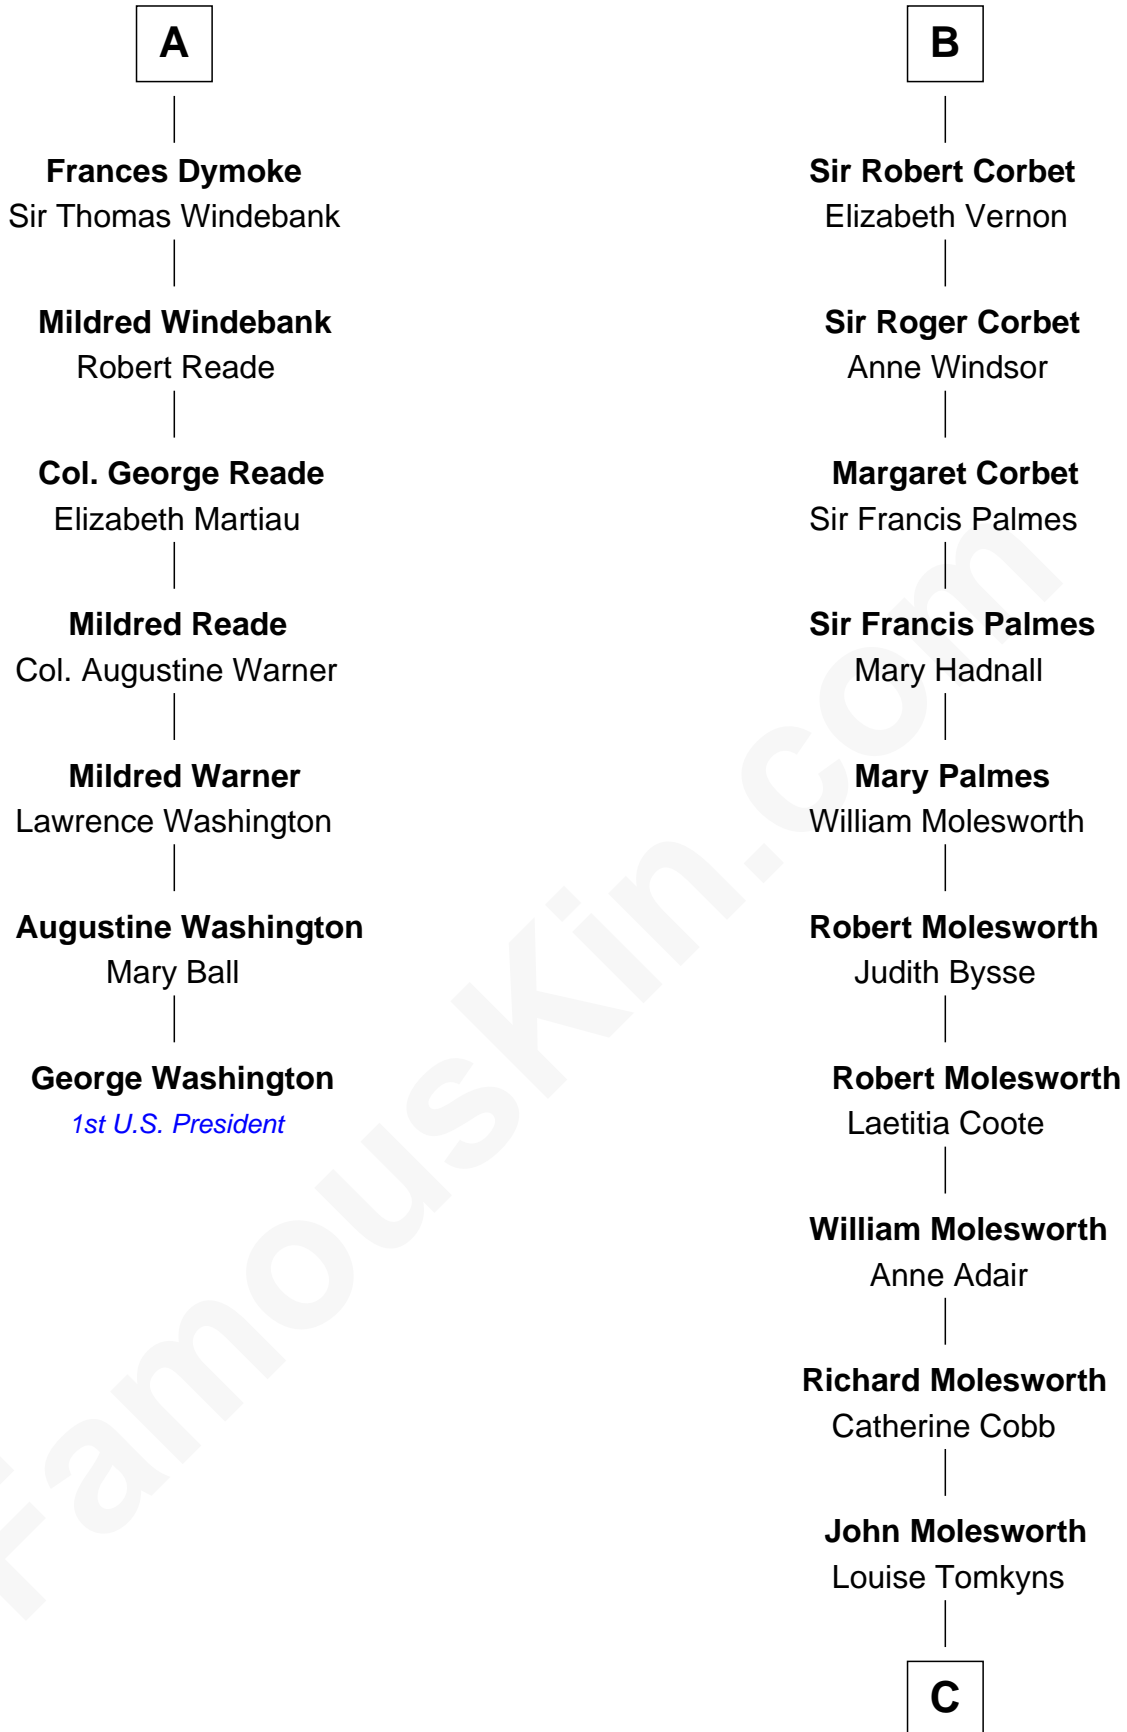 A
Frances Dymoke
Sir Thomas Windebank
Mildred Windebank
Robert Reade
Col. George Reade
Elizabeth Martiau
Mildred Reade
Col. Augustine Warner
Mildred Warner
Lawrence Washington
Augustine Washington
Mary Ball
George Washington
1st U.S. President
B
Sir Robert Corbet
Elizabeth Vernon
Sir Roger Corbet
Anne Windsor
Margaret Corbet
Sir Francis Palmes
Sir Francis Palmes
Mary Hadnall
Mary Palmes
William Molesworth
Robert Molesworth
Judith Bysse
Robert Molesworth
Laetitia Coote
William Molesworth
Anne Adair
Richard Molesworth
Catherine Cobb
John Molesworth
Louise Tomkyns
C
FamousKin.com